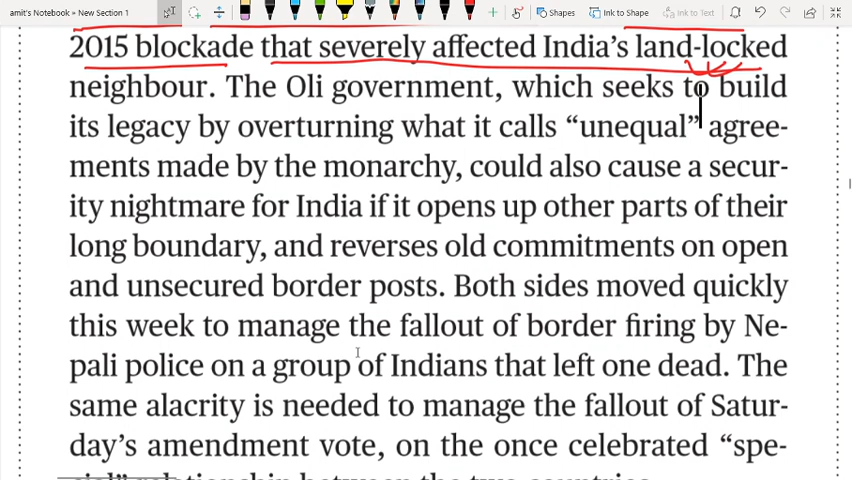 amit's Notebook » New Section 1
Shapes
Ink to Shape
Ink to Text
2015 blockade that severely affected India's land-locked
neighbour. The Oli government, which seeks to build
its legacy by overturning what it calls “unequal” agree-
ments made by the monarchy, could also cause a secur-
ity nightmare for India if it opens up other parts of their
long boundary, and reverses old commitments on open
and unsecured border posts. Both sides moved quickly
this week to manage the fallout of border firing by Ne-
pali police on a group of Indians that left one dead. The
same alacrity is needed to manage the fallout of Satur-
day's amendment vote, on the once celebrated “spe-
cial” relationship between the two countries.